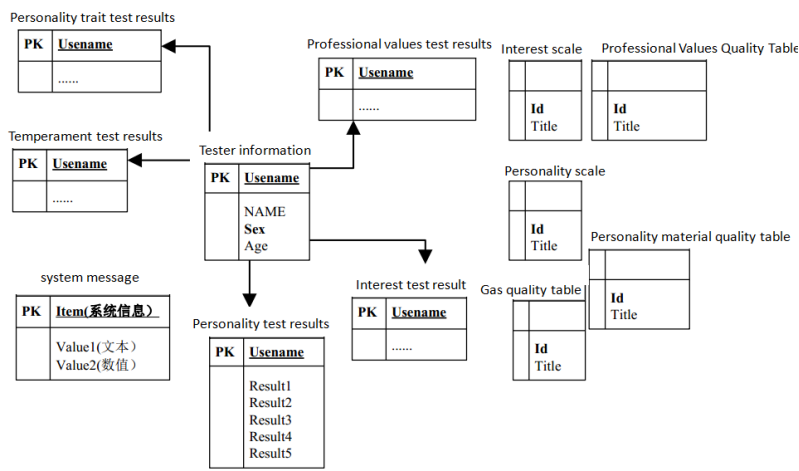 Personality trait test results
PK Usename
......
Professional values test results
PK Usename
......
Interest scale
Id
Title
Professional Values Quality Table
Id
Title
Temperament test results
PK Usename
......
Tester information
PK Usename
NAME
Sex
Age
Personality scale
Id
Title
Personality material quality table
Id
Title
system message
PK Item(系统信息）
Value1(文本）
Value2(数值）
Personality test results
PK Usename
Result1
Result2
Result3
Result4
Result5
Interest test result
PK Usename
......
Gas quality table
Id
Title